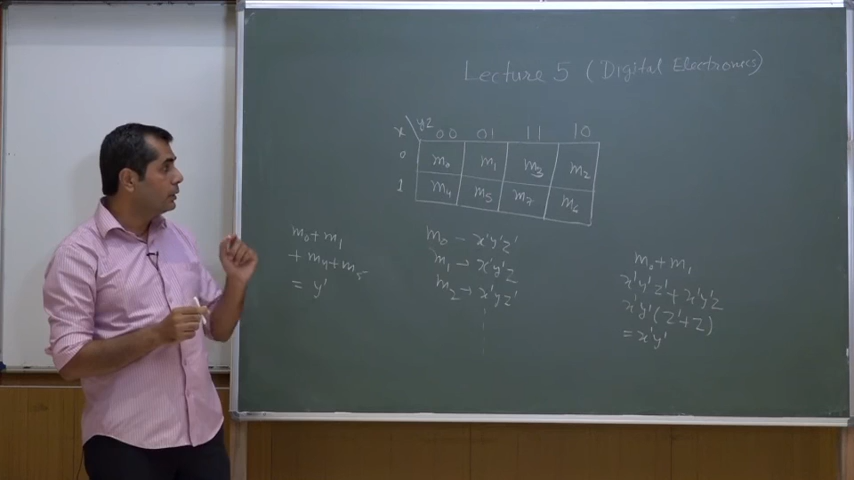 Lecture 5 (Digital Electronics)
x yz 00 01 11 10
0 m₀ m₁ m₃ m₂
1 m₄ m₅ m₇ m₆
m₀+m₁
+ m₄+m₅
= y'
m₀ – x'y'z'
m₁ → x'y'z
m₂ → x'yz'
m₀+m₁
x'y'z'+x'y'z
x'y'(z'+z)
=x'y'